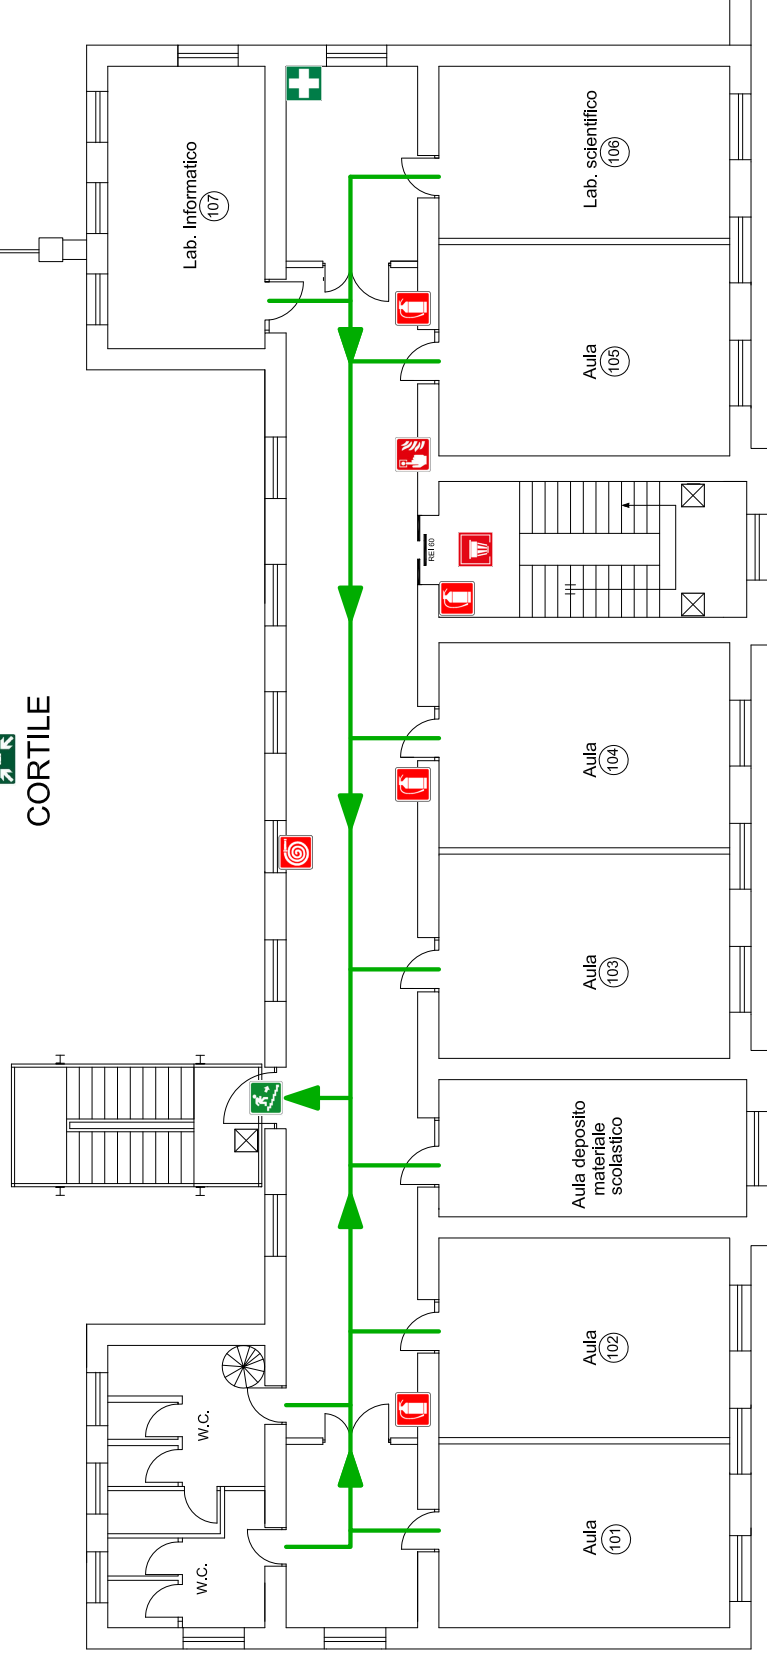 Lab. Informatico
107
Lab. scientifico
106
Aula
105
REI 60
CORTILE
Aula
104
Aula
103
Aula deposito
materiale
scolastico
Aula
102
w.c.
w.c.
Aula
101